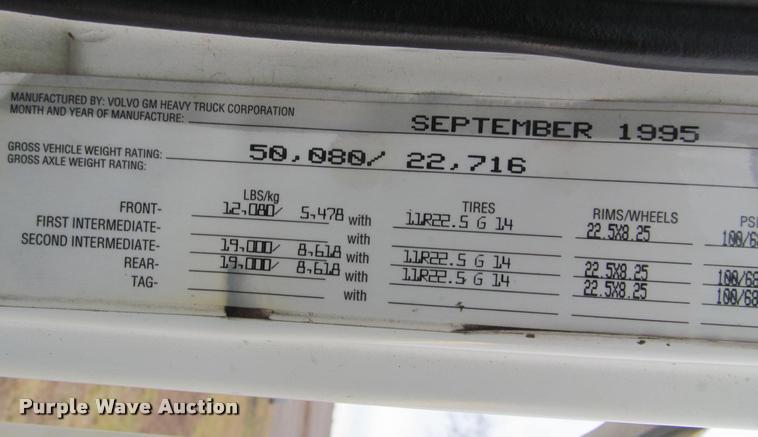 MANUFACTURED BY: VOLVO GM HEAVY TRUCK CORPORATION
MONTH AND YEAR OF MANUFACTURE: SEPTEMBER 1995
GROSS VEHICLE WEIGHT RATING: 50,080/ 22,716
GROSS AXLE WEIGHT RATING:
LBS/kg TIRES RIMS/WHEELS
FRONT- 12,080/ 5,478 with 11R22.5 G 14 22.5X8.25
FIRST INTERMEDIATE- with
SECOND INTERMEDIATE- 19,000/ 8,618 with 11R22.5 G 14 22.5X8.25
REAR- 19,000/ 8,618 with 11R22.5 G 14 22.5X8.25
TAG- with
Purple Wave Auction